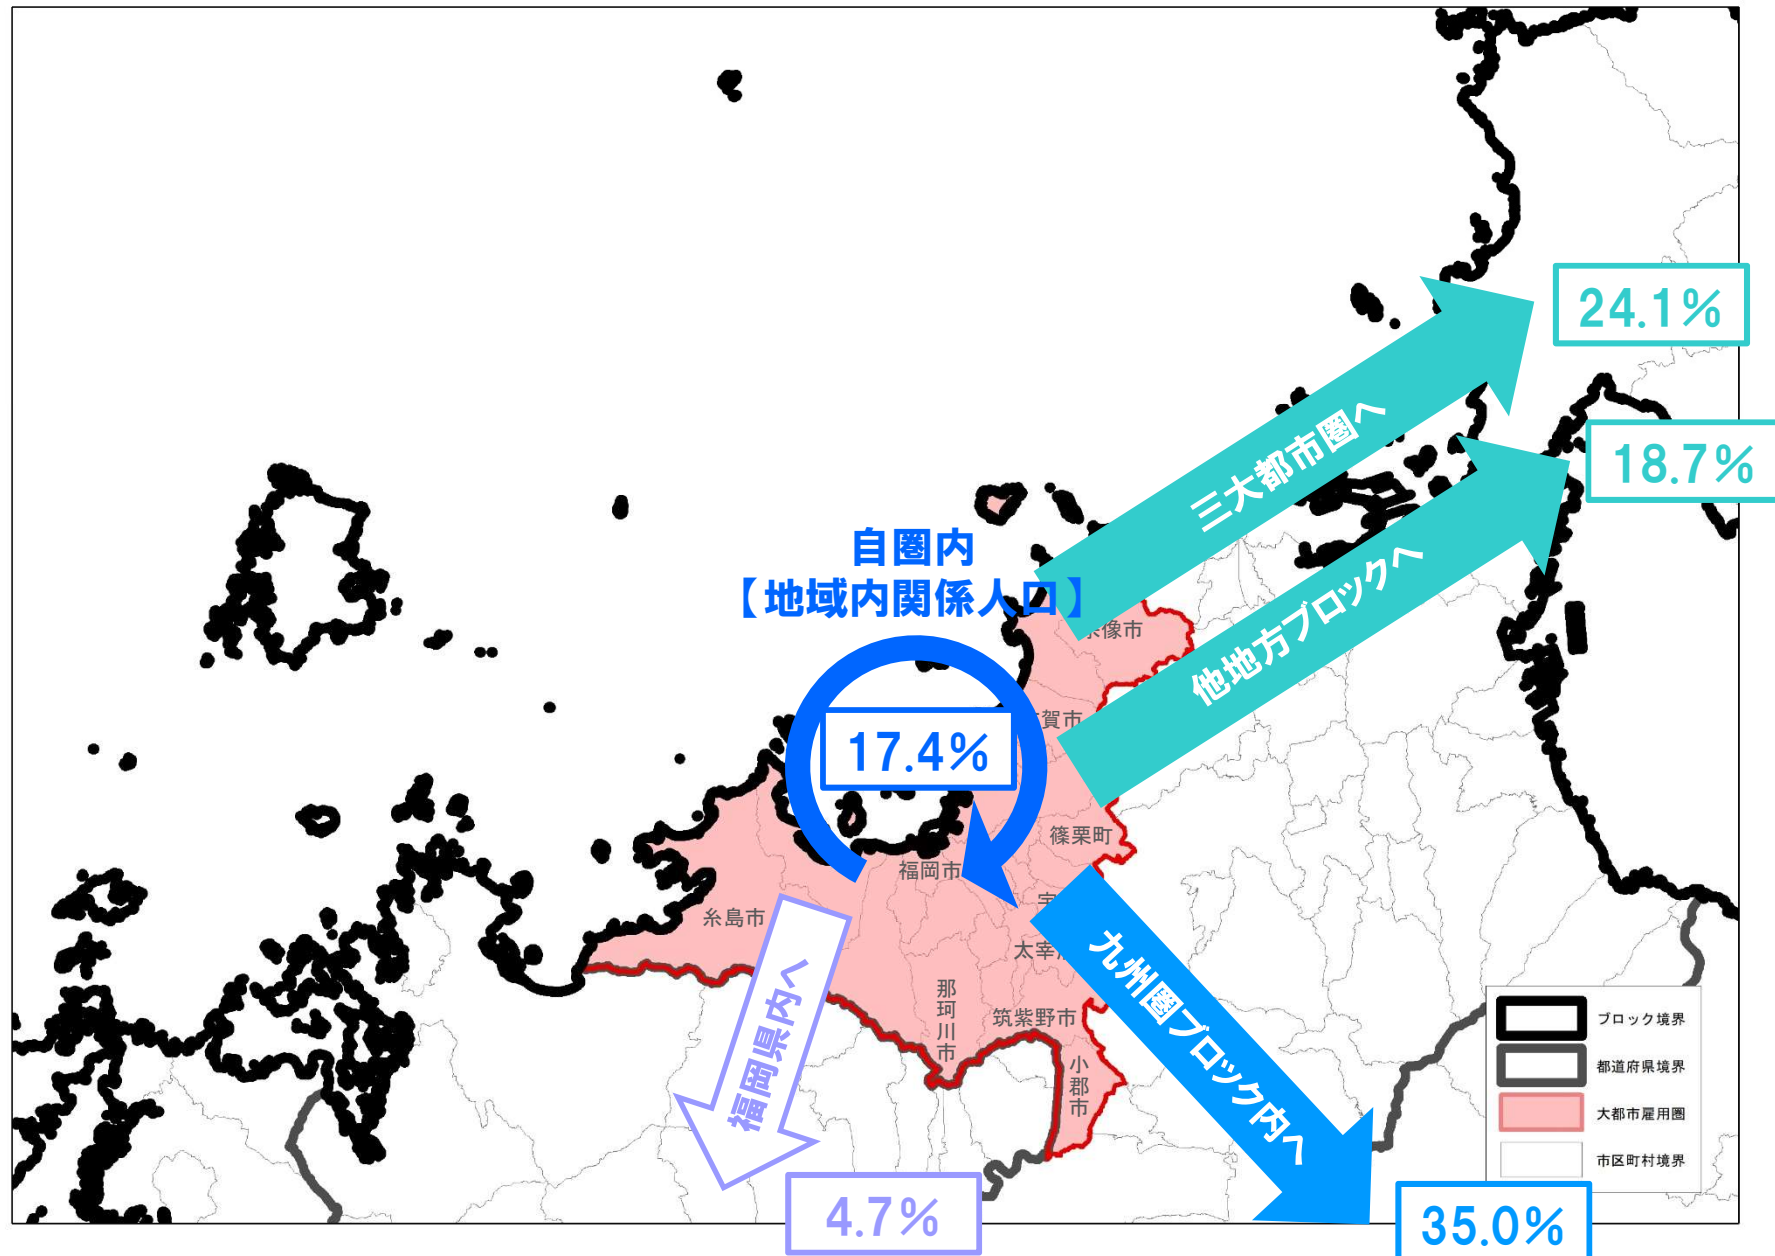 24.1%
三大都市圏へ
18.7%
他地方ブロックへ
自圏内
【地域内関係人口】
像市
賀市
17.4%
篠栗町
福岡市
糸島市
太宰
那珂川市
筑紫野市
小郡市
九州圏ブロック内へ
福岡県内へ
ブロック境界
都道府県境界
大都市雇用圏
市区町村境界
4.7%
35.0%